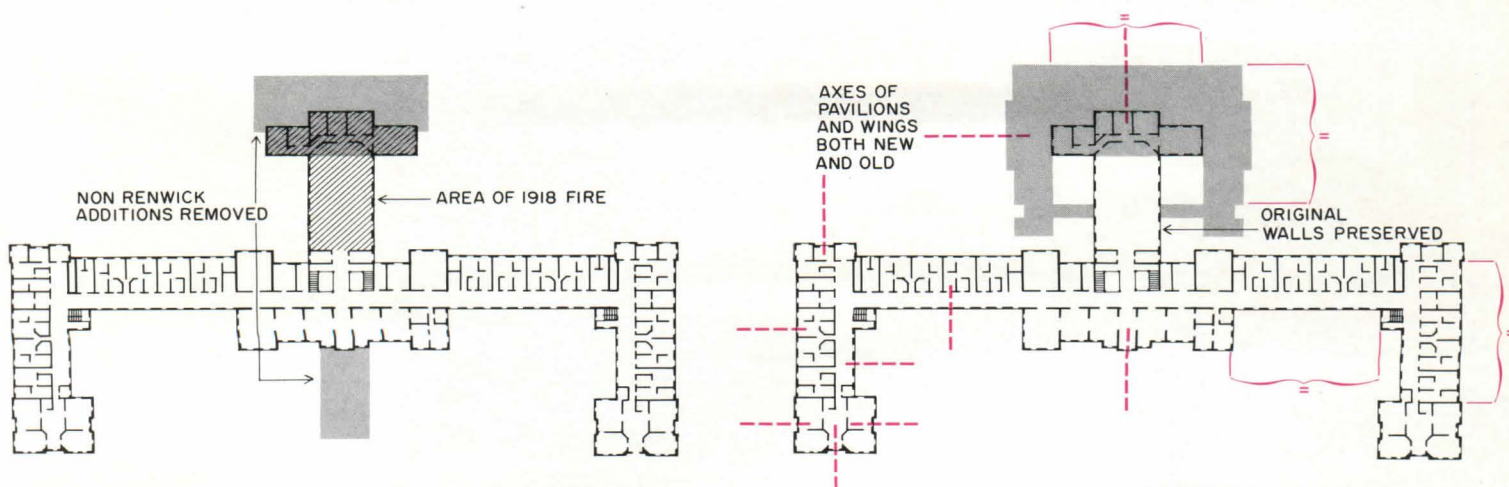 NON RENWICK
ADDITIONS REMOVED
AREA OF 1918 FIRE
AXES OF
PAVILIONS
AND WINGS
BOTH NEW
AND OLD
ORIGINAL
WALLS PRESERVED